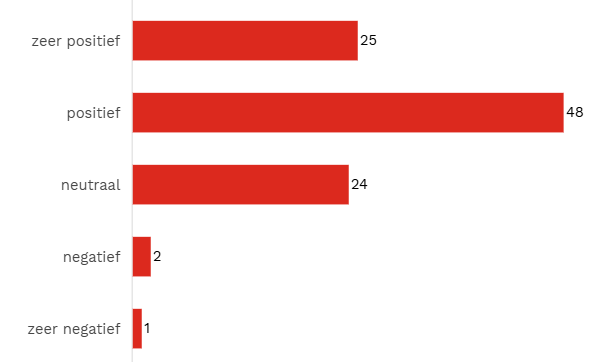 zeer positief 25
positief 48
neutraal 24
negatief 2
zeer negatief 1